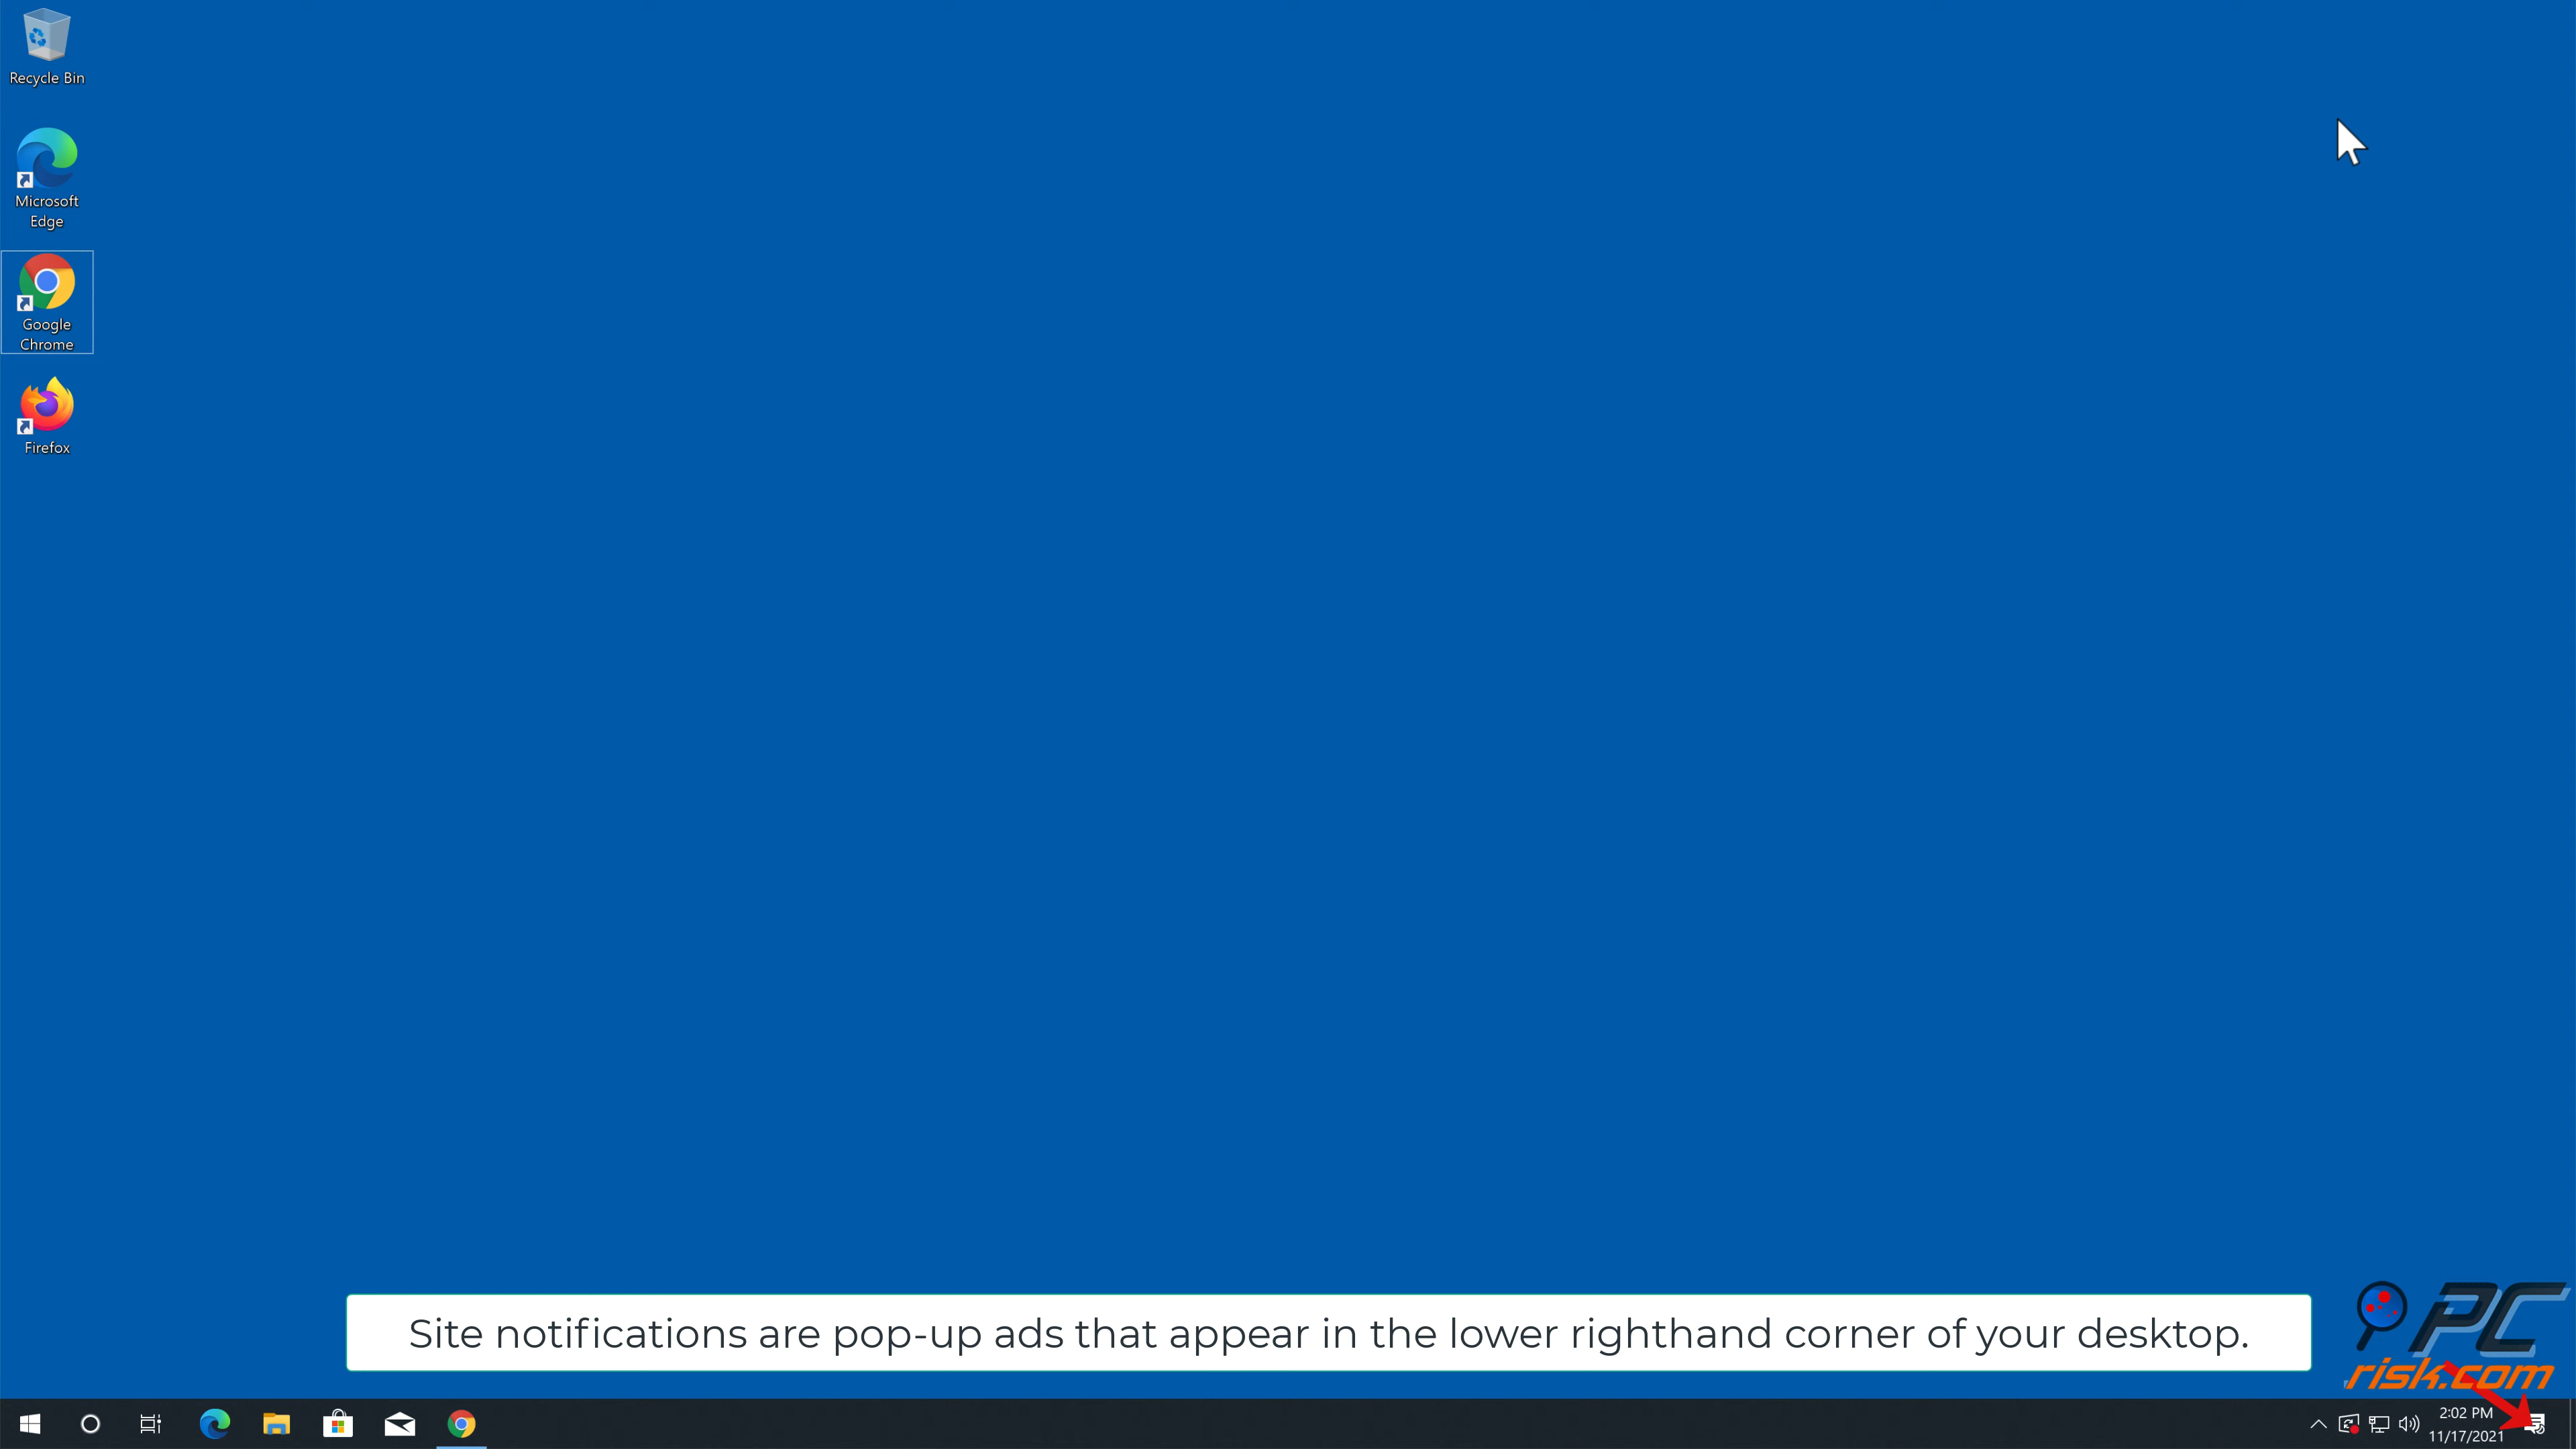 Recycle Bin
Microsoft
Edge
Google
Chrome
Firefox
Site notifications are pop-up ads that appear in the lower righthand corner of your desktop.
PC
risk.com
2:02 PM
11/17/2021